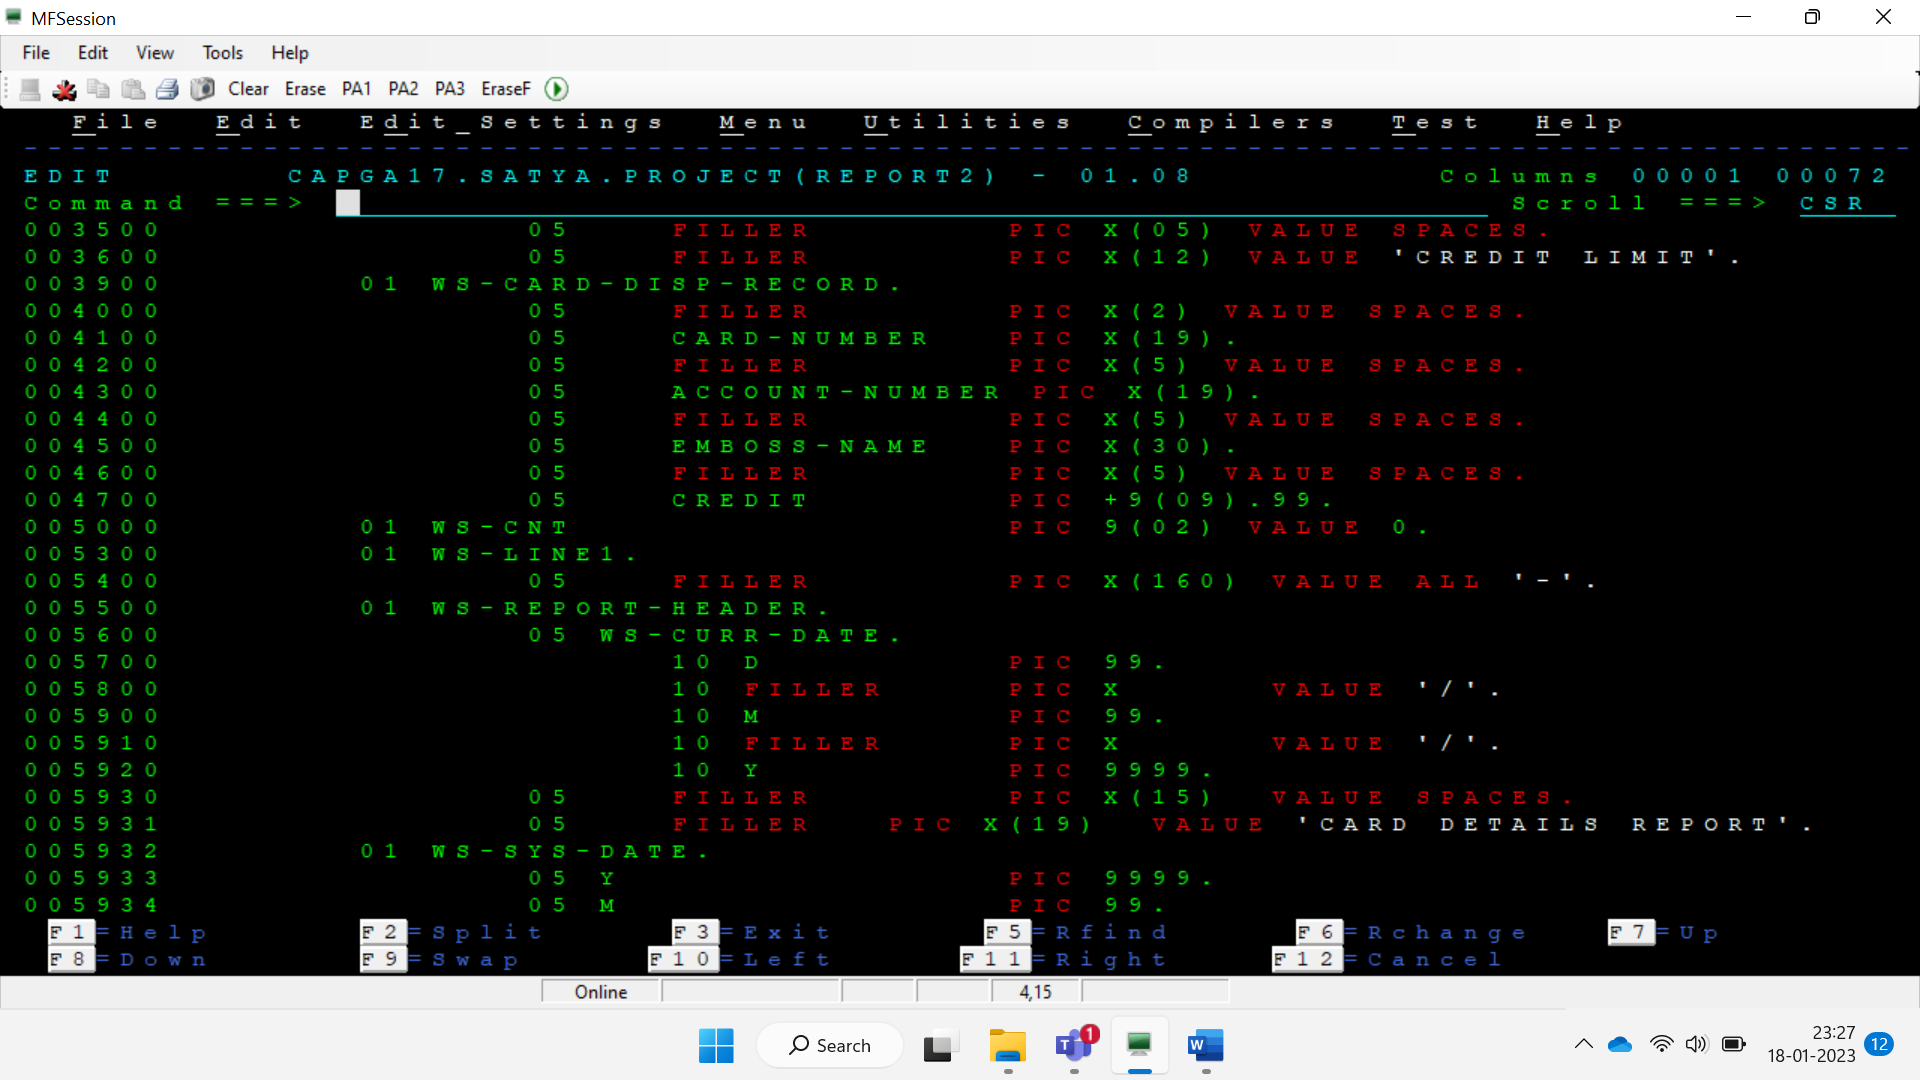 MFSession
File Edit View Tools Help
Clear Erase PA1 PA2 PA3 EraseF
File Edit Edit_Settings Menu Utilities Compilers Test Help
EDIT CAPGA17.SATYA.PROJECT(REPORT2) - 01.08 Columns 00001 00072
Command ===> Scroll ===> CSR
003500 05 FILLER PIC X(05) VALUE SPACES.
003600 05 FILLER PIC X(12) VALUE 'CREDIT LIMIT'.
003900 01 WS-CARD-DISP-RECORD.
004000 05 FILLER PIC X(2) VALUE SPACES.
004100 05 CARD-NUMBER PIC X(19).
004200 05 FILLER PIC X(5) VALUE SPACES.
004300 05 ACCOUNT-NUMBER PIC X(19).
004400 05 FILLER PIC X(5) VALUE SPACES.
004500 05 EMBOSS-NAME PIC X(30).
004600 05 FILLER PIC X(5) VALUE SPACES.
004700 05 CREDIT PIC +9(09).99.
005000 01 WS-CNT PIC 9(02) VALUE 0.
005300 01 WS-LINE1.
005400 05 FILLER PIC X(160) VALUE ALL '-'.
005500 01 WS-REPORT-HEADER.
005600 05 WS-CURR-DATE.
005700 10 D PIC 99.
005800 10 FILLER PIC X VALUE '/'.
005900 10 M PIC 99.
005910 10 FILLER PIC X VALUE '/'.
005920 10 Y PIC 9999.
005930 05 FILLER PIC X(15) VALUE SPACES.
005931 05 FILLER PIC X(19) VALUE 'CARD DETAILS REPORT'.
005932 01 WS-SYS-DATE.
005933 05 Y PIC 9999.
005934 05 M PIC 99.
F1=Help F2=Split F3=Exit F5=Rfind F6=Rchange F7=Up
F8=Down F9=Swap F10=Left F11=Right F12=Cancel
Online 4,15
Search T 1 W 23:27 12
18-01-2023